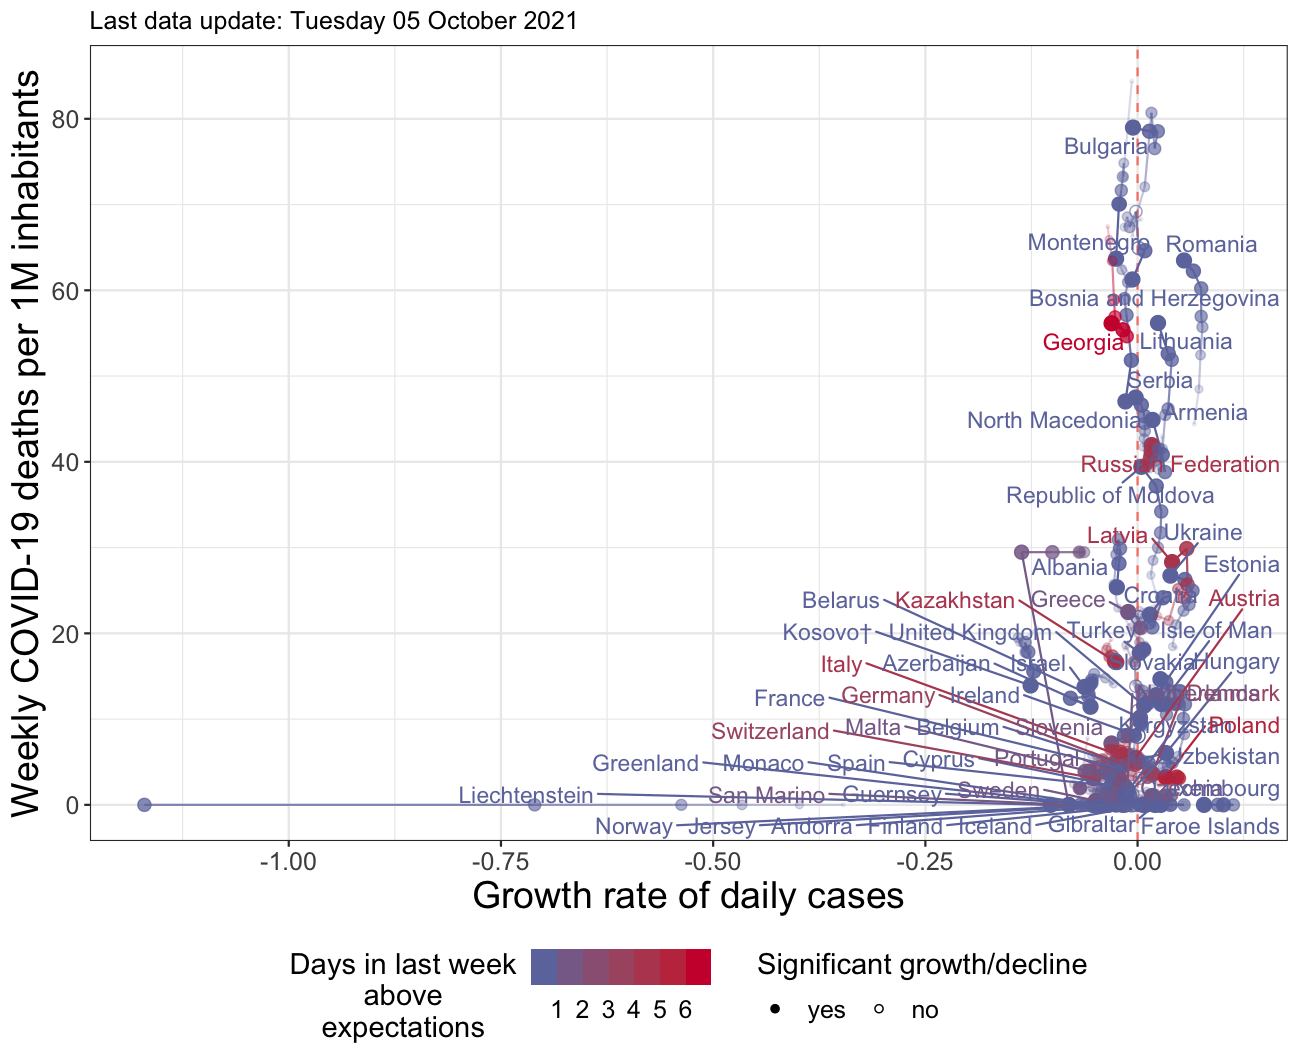 Last data update: Tuesday 05 October 2021
Weekly COVID-19 deaths per 1M inhabitants
80
60
40
20
0
Bulgaria
Montenegro
Romania
Bosnia and Herzegovina
Georgia
Lithuania
Serbia
North Macedonia
Armenia
Russian Federation
Republic of Moldova
Latvia
Ukraine
Albania
Estonia
Belarus
Kazakhstan
Greece
Croatia
Austria
Kosovo†
United Kingdom
Turkey
Isle of Man
Italy
Azerbaijan
Israel
Slovakia
Hungary
France
Germany
Ireland
Netherlands
Denmark
Switzerland
Malta
Belgium
Slovenia
Kyrgyzstan
Poland
Greenland
Monaco
Spain
Cyprus
Portugal
Uzbekistan
Liechtenstein
San Marino
Guernsey
Sweden
Czechia
Luxembourg
Norway
Jersey
Andorra
Finland
Iceland
Gibraltar
Faroe Islands
-1.00
-0.75
-0.50
-0.25
0.00
Growth rate of daily cases
Days in last week
above
expectations
1 2 3 4 5 6
Significant growth/decline
yes
no